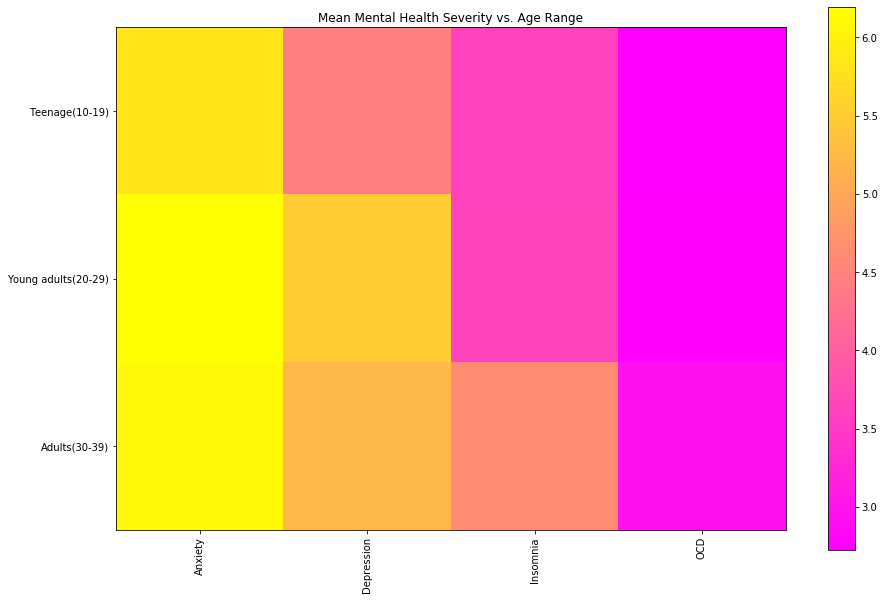 Mean Mental Health Severity vs. Age Range
Teenage(10-19)
Young adults(20-29)
Adults(30-39)
Anxiety
Depression
Insomnia
OCD
6.0
5.5
5.0
4.5
4.0
3.5
3.0